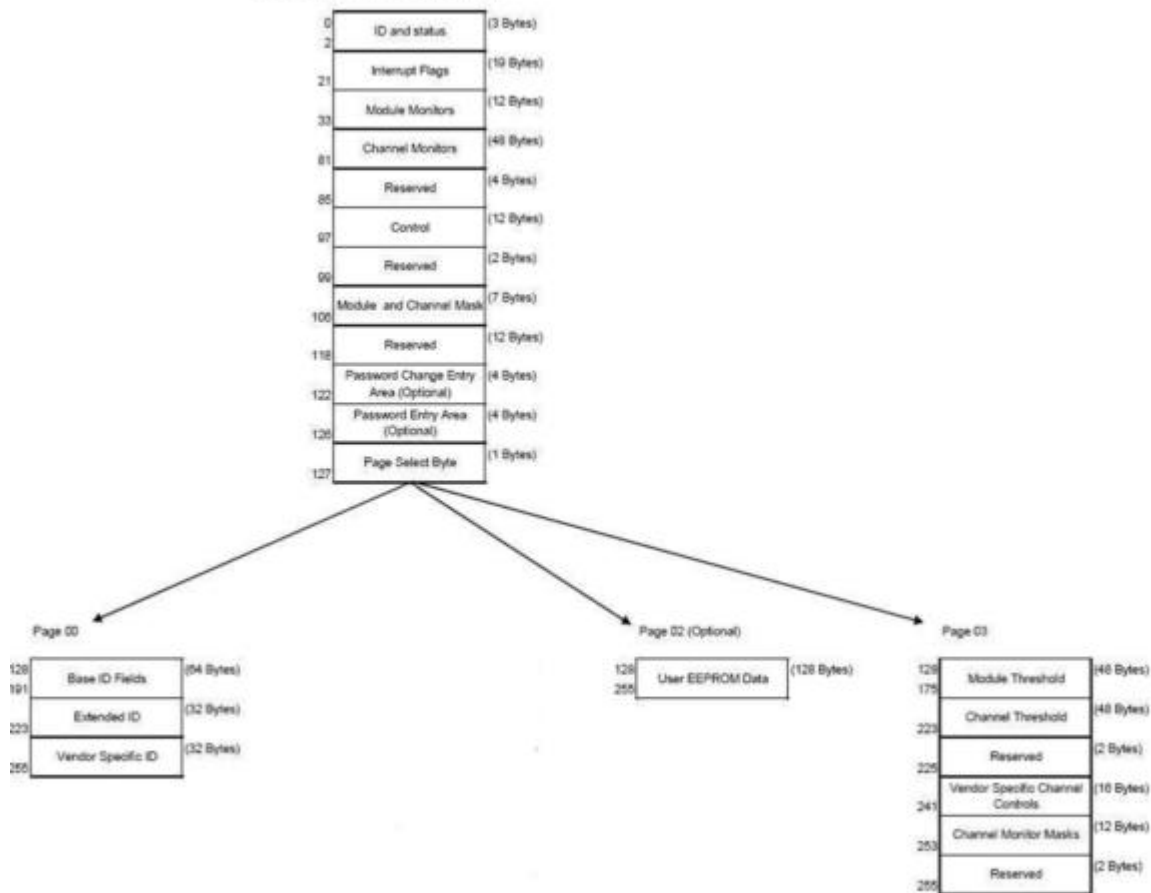 0 ID and status (3 Bytes)
2
Interrupt Flags (19 Bytes)
21
Module Monitors (12 Bytes)
33
Channel Monitors (48 Bytes)
81
Reserved (4 Bytes)
85
Control (12 Bytes)
97
Reserved (2 Bytes)
99
Module and Channel Mask (7 Bytes)
106
Reserved (12 Bytes)
118
Password Change Entry (4 Bytes)
Area (Optional)
122
Password Entry Area (4 Bytes)
(Optional)
126
Page Select Byte (1 Bytes)
127
Page 00
128 Base ID Fields (64 Bytes)
191
Extended ID (32 Bytes)
223
Vendor Specific ID (32 Bytes)
255
Page 02 (Optional)
128 User EEPROM Data (128 Bytes)
255
Page 03
128 Module Threshold (48 Bytes)
175
Channel Threshold (48 Bytes)
223
Reserved (2 Bytes)
225
Vendor Specific Channel (16 Bytes)
Controls
241
Channel Monitor Masks (12 Bytes)
253
Reserved (2 Bytes)
255